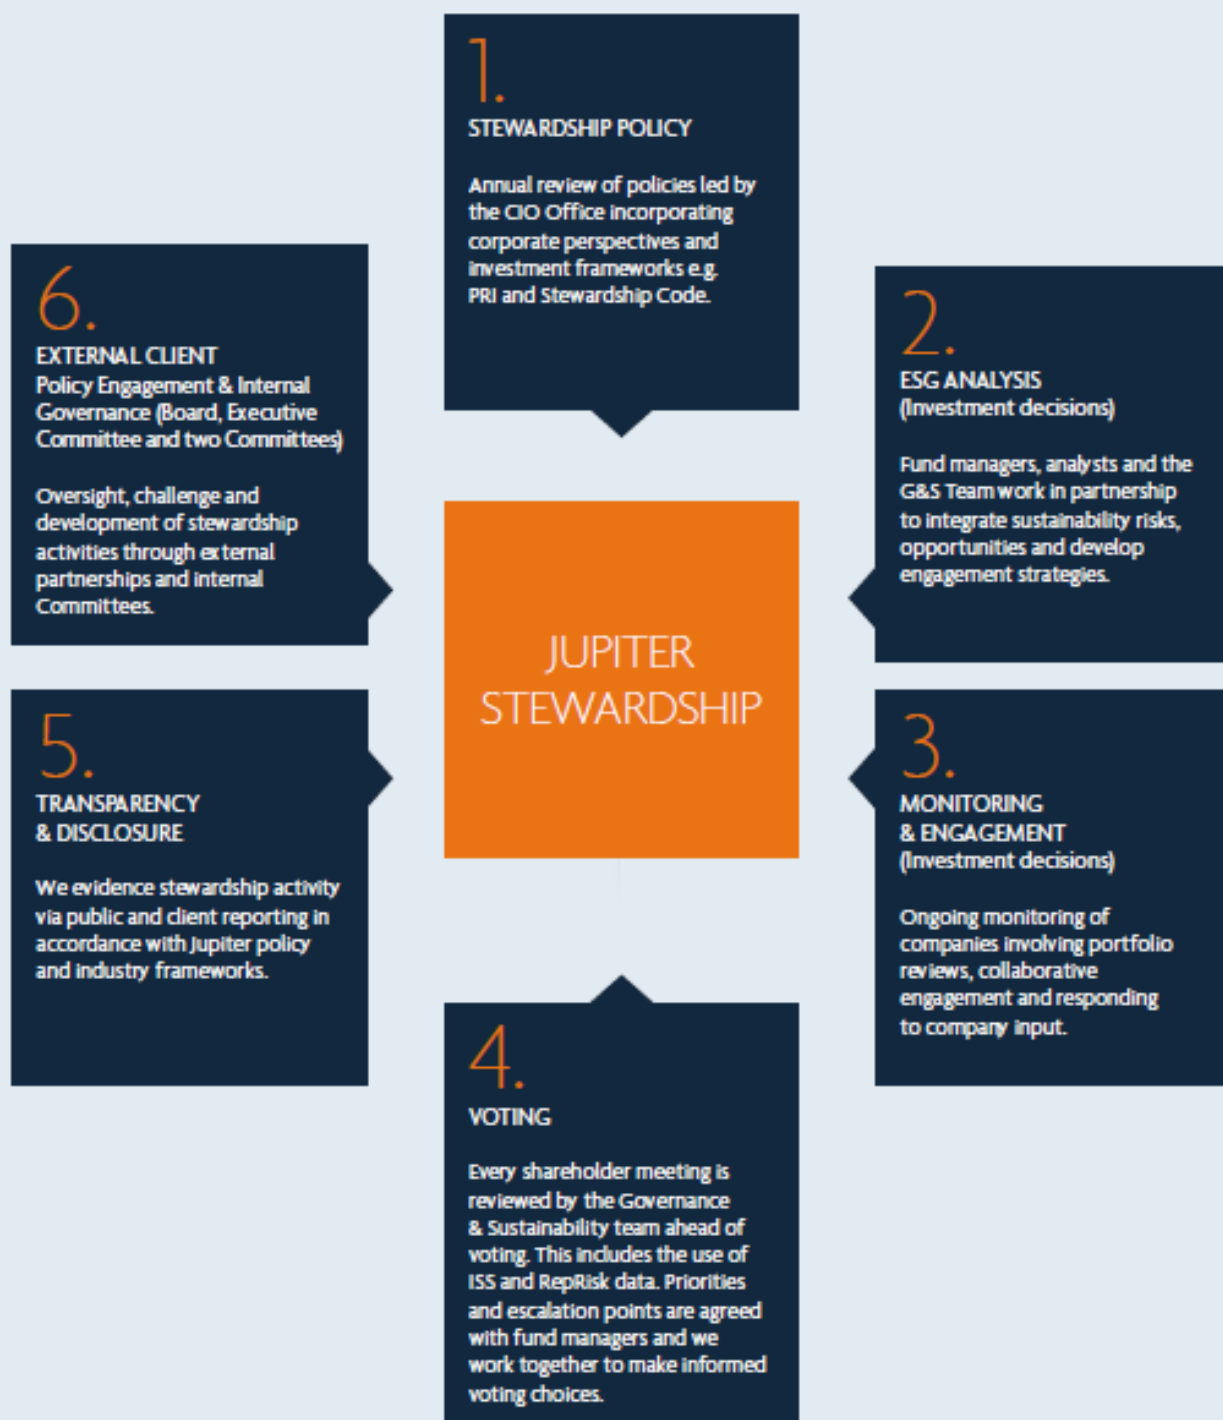 1.
STEWARDSHIP POLICY
Annual review of policies led by
the CIO Office incorporating
corporate perspectives and
investment frameworks e.g.
PRI and Stewardship Code.
2.
ESG ANALYSIS
(Investment decisions)
Fund managers, analysts and the
G&S Team work in partnership
to integrate sustainability risks,
opportunities and develop
engagement strategies.
3.
MONITORING
& ENGAGEMENT
(Investment decisions)
Ongoing monitoring of
companies involving portfolio
reviews, collaborative
engagement and responding
to company input.
4.
VOTING
Every shareholder meeting is
reviewed by the Governance
& Sustainability team ahead of
voting. This includes the use of
ISS and RepRisk data. Priorities
and escalation points are agreed
with fund managers and we
work together to make informed
voting choices.
5.
TRANSPARENCY
& DISCLOSURE
We evidence stewardship activity
via public and client reporting in
accordance with Jupiter policy
and industry frameworks.
6.
EXTERNAL CLIENT
Policy Engagement & Internal
Governance (Board, Executive
Committee and two Committees)
Oversight, challenge and
development of stewardship
activities through external
partnerships and internal
Committees.
JUPITER
STEWARDSHIP